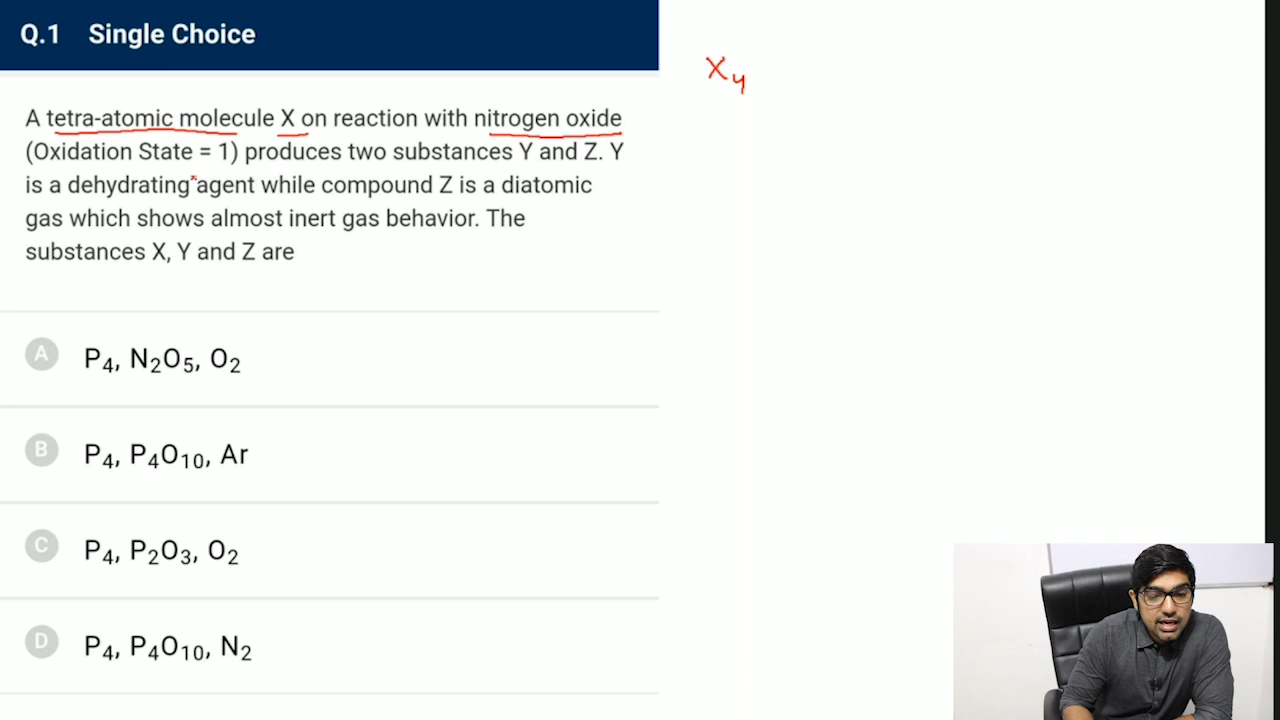 Q.1 Single Choice
A tetra-atomic molecule X on reaction with nitrogen oxide
(Oxidation State = 1) produces two substances Y and Z. Y
is a dehydrating agent while compound Z is a diatomic
gas which shows almost inert gas behavior. The
substances X, Y and Z are
A P₄, N₂O₅, O₂
B P₄, P₄O₁₀, Ar
C P₄, P₂O₃, O₂
D P₄, P₄O₁₀, N₂
X₄